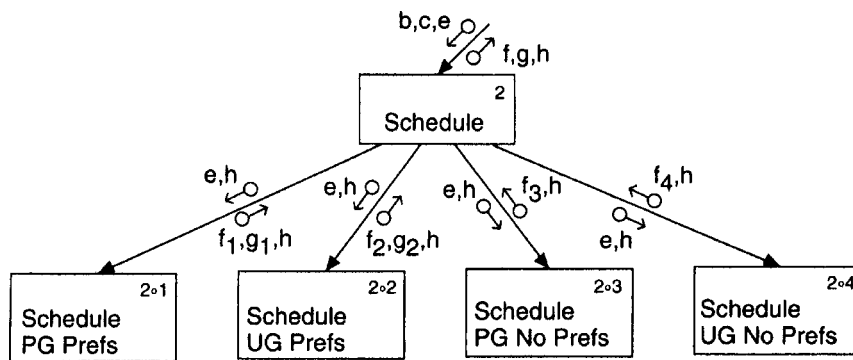 b,c,e
f,g,h
2
Schedule
e,h
f₁,g₁,h
e,h
f₂,g₂,h
e,h
f₃,h
f₄,h
e,h
2∘1
Schedule
PG Prefs
2∘2
Schedule
UG Prefs
2∘3
Schedule
PG No Prefs
2∘4
Schedule
UG No Prefs